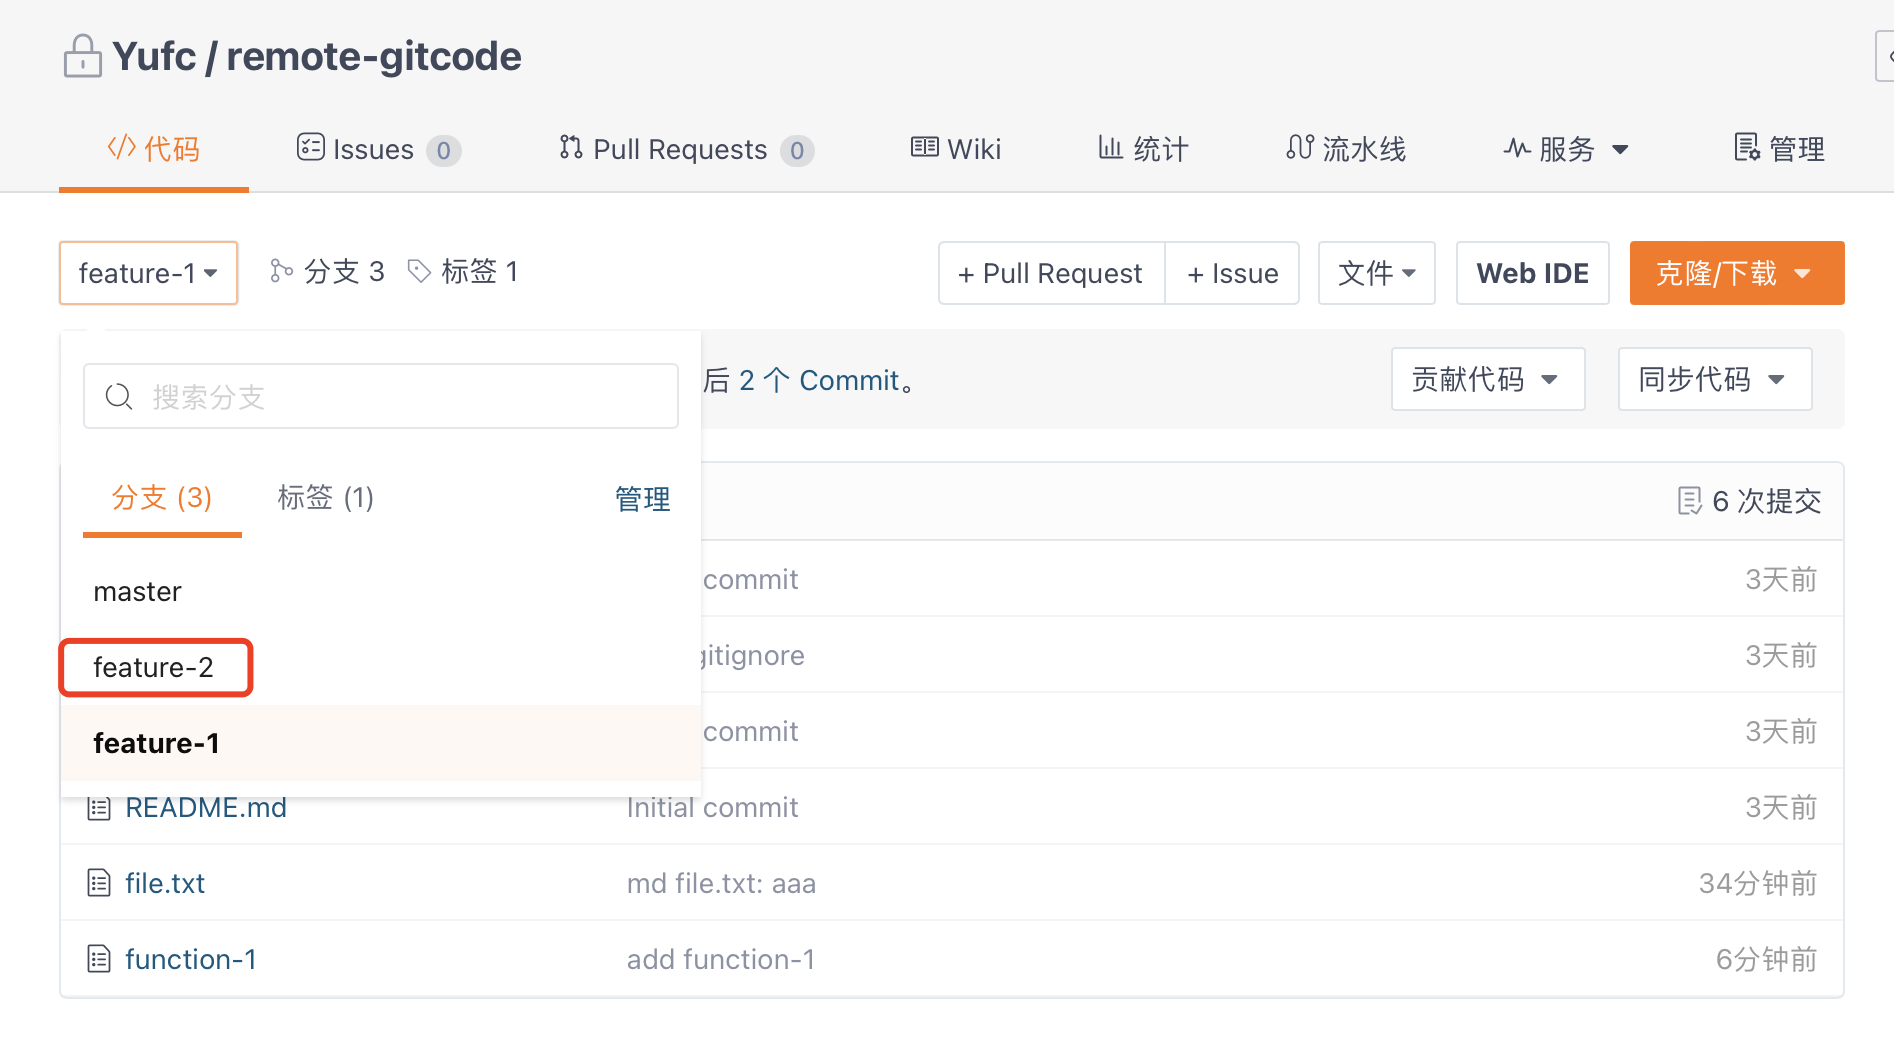 Yufc / remote-gitcode
代码 Issues 0 Pull Requests 0 Wiki 统计 流水线 服务 管理
feature-1 分支 3 标签 1 + Pull Request + Issue 文件 Web IDE 克隆/下载
搜索分支
后 2 个 Commit。 贡献代码 同步代码
分支 (3) 标签 (1) 管理
6 次提交
master
commit 3天前
feature-2
gitignore 3天前
feature-1
commit 3天前
README.md Initial commit 3天前
file.txt md file.txt: aaa 34分钟前
function-1 add function-1 6分钟前